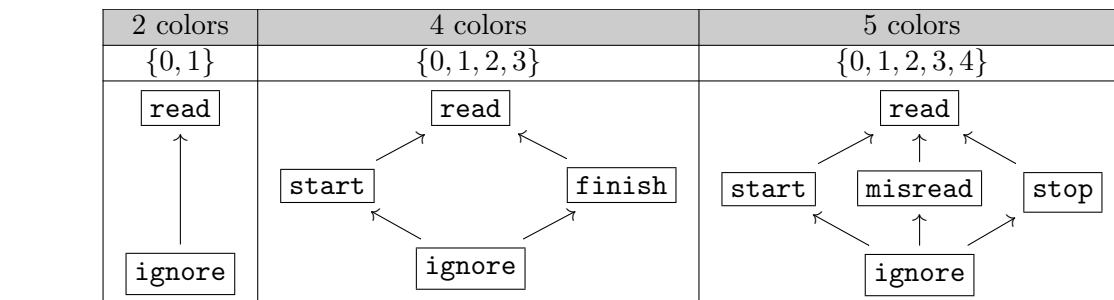 2 colors 4 colors 5 colors
{0, 1} {0, 1, 2, 3} {0, 1, 2, 3, 4}
read read read
start finish start misread stop
ignore ignore ignore